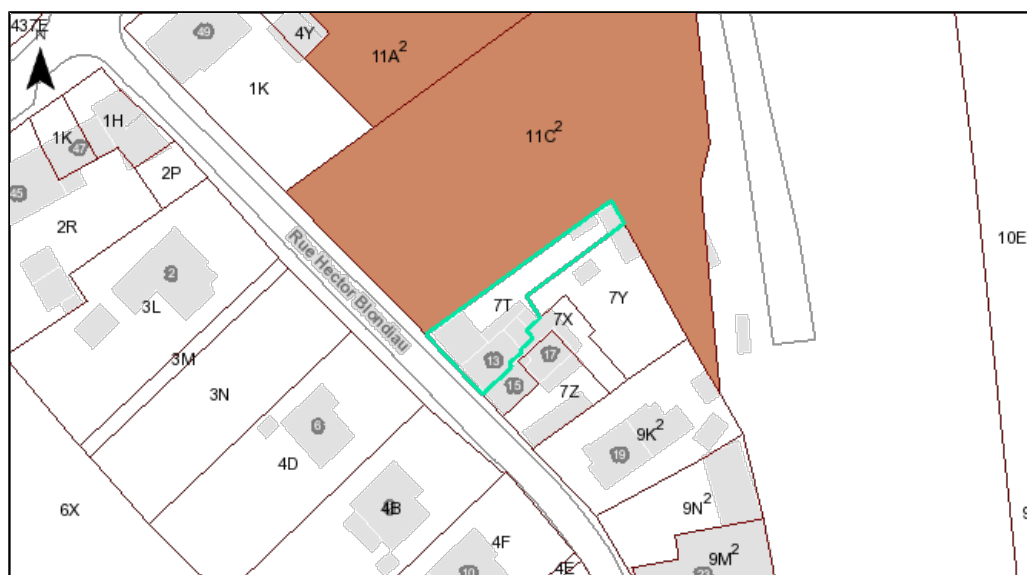 437E
N
49
4Y
11A²
1K
11C²
1K
1H
47
2P
45
2R
10E
Rue Hector Blondiau
2
3L
7T
7Y
7X
3M
13
17
15
3N
7Z
6
9K²
19
4D
6X
4B
9N²
4F
10
4E
9M²
23
9